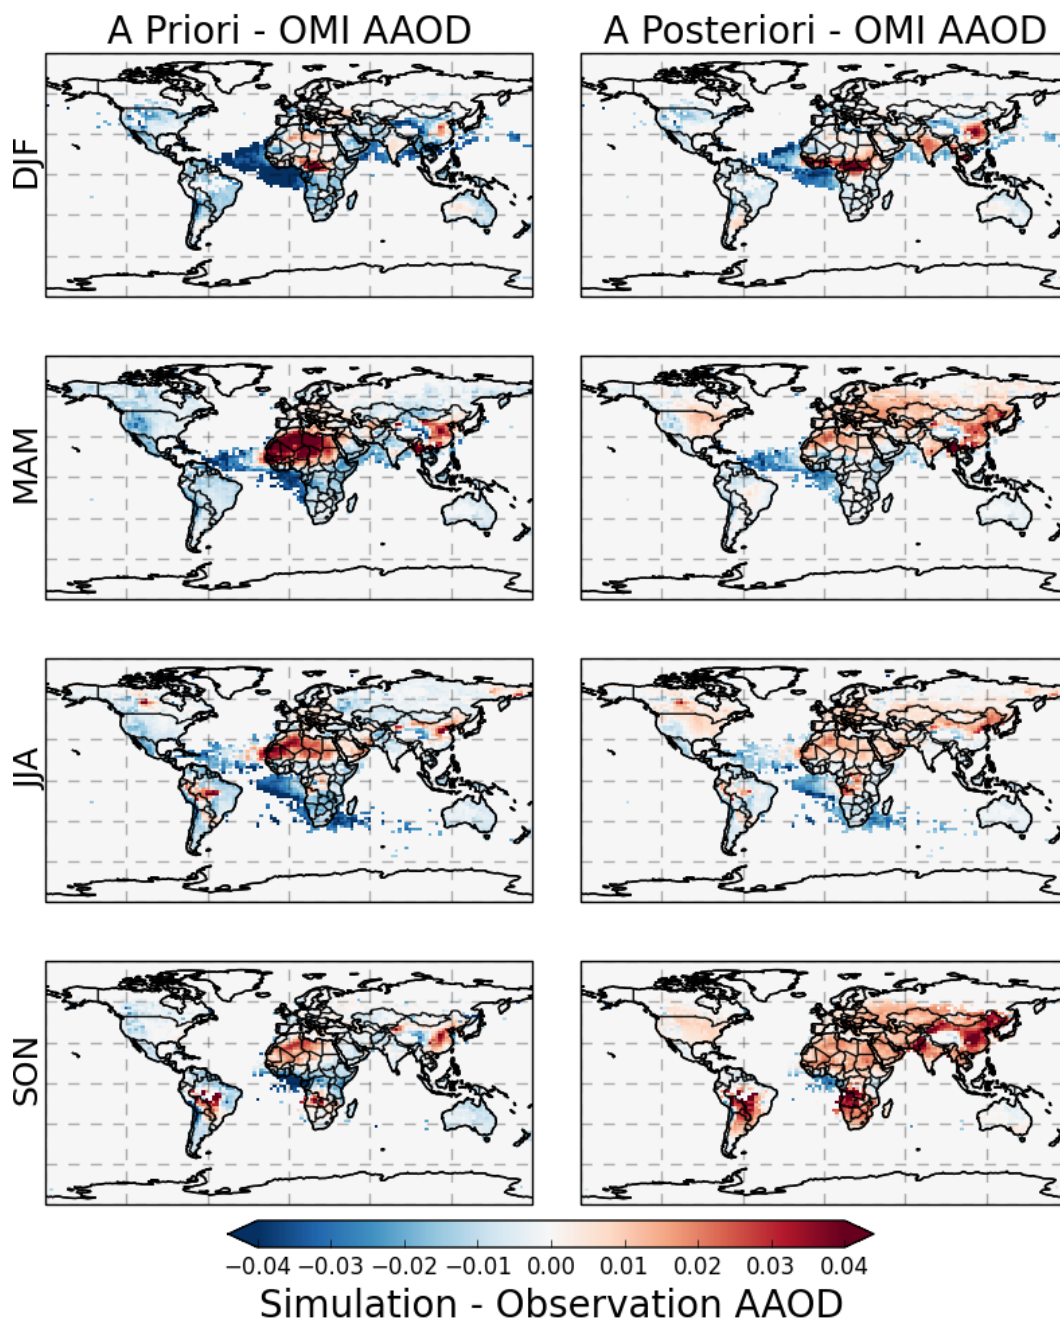 A Priori - OMI AAOD
A Posteriori - OMI AAOD
DJF
MAM
JJA
SON
−0.04 −0.03 −0.02 −0.01 0.00 0.01 0.02 0.03 0.04
Simulation - Observation AAOD